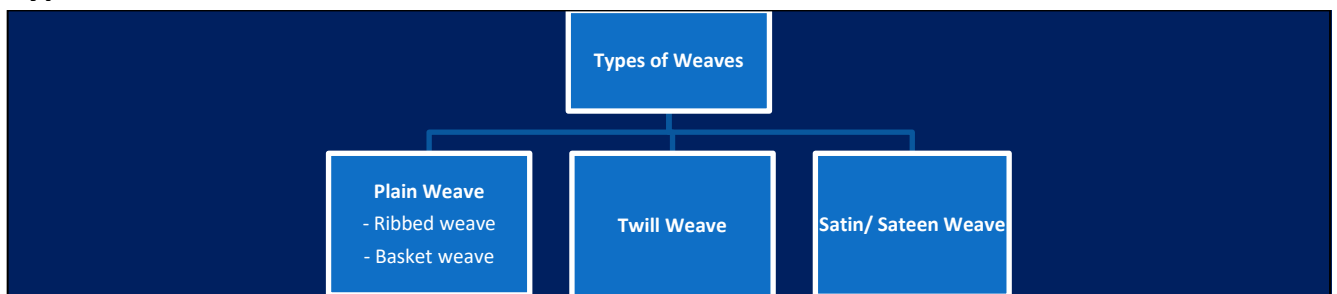 Types of Weaves
Plain Weave
- Ribbed weave
- Basket weave
Twill Weave
Satin/ Sateen Weave